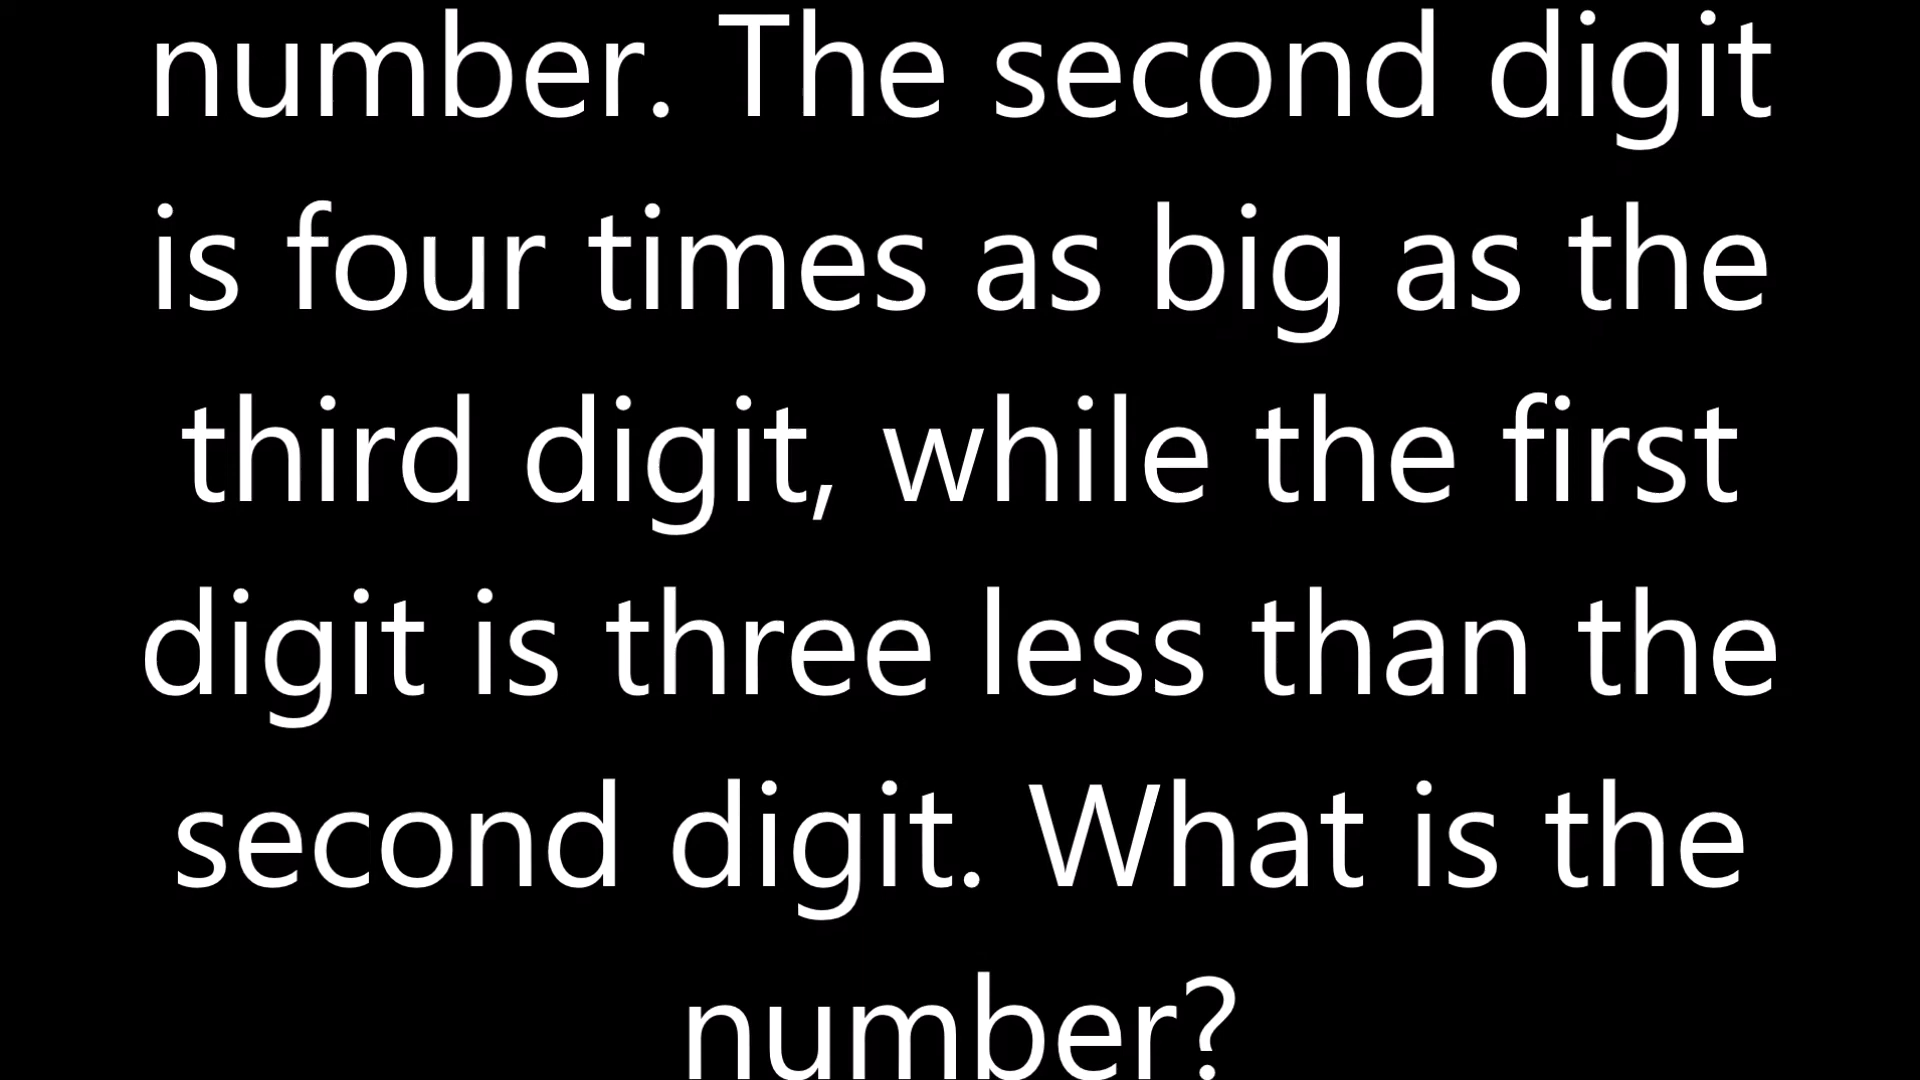 number. The second digit
is four times as big as the
third digit, while the first
digit is three less than the
second digit. What is the
number?